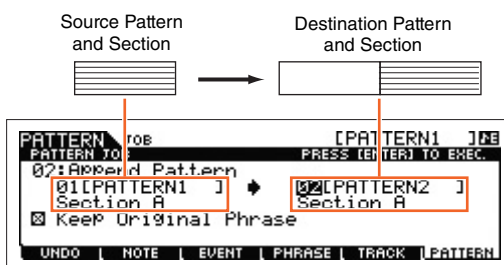 Source Pattern
and Section
Destination Pattern
and Section
PATTERN JOB [PATTERN1 ]
PATTERN JOB PRESS [ENTER] TO EXEC.
02:Append Pattern
01[PATTERN1 ] 02[PATTERN2 ]
Section A Section A
Keep Original Phrase
UNDO NOTE EVENT PHRASE TRACK PATTERN